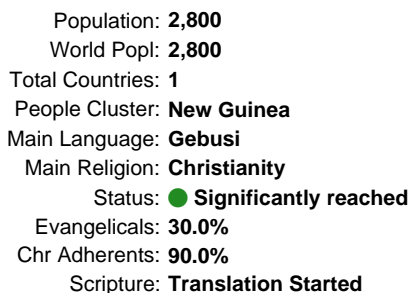 Population: 2,800
World Popl: 2,800
Total Countries: 1
People Cluster: New Guinea
Main Language: Gebusi
Main Religion: Christianity
Status: Significantly reached
Evangelicals: 30.0%
Chr Adherents: 90.0%
Scripture: Translation Started